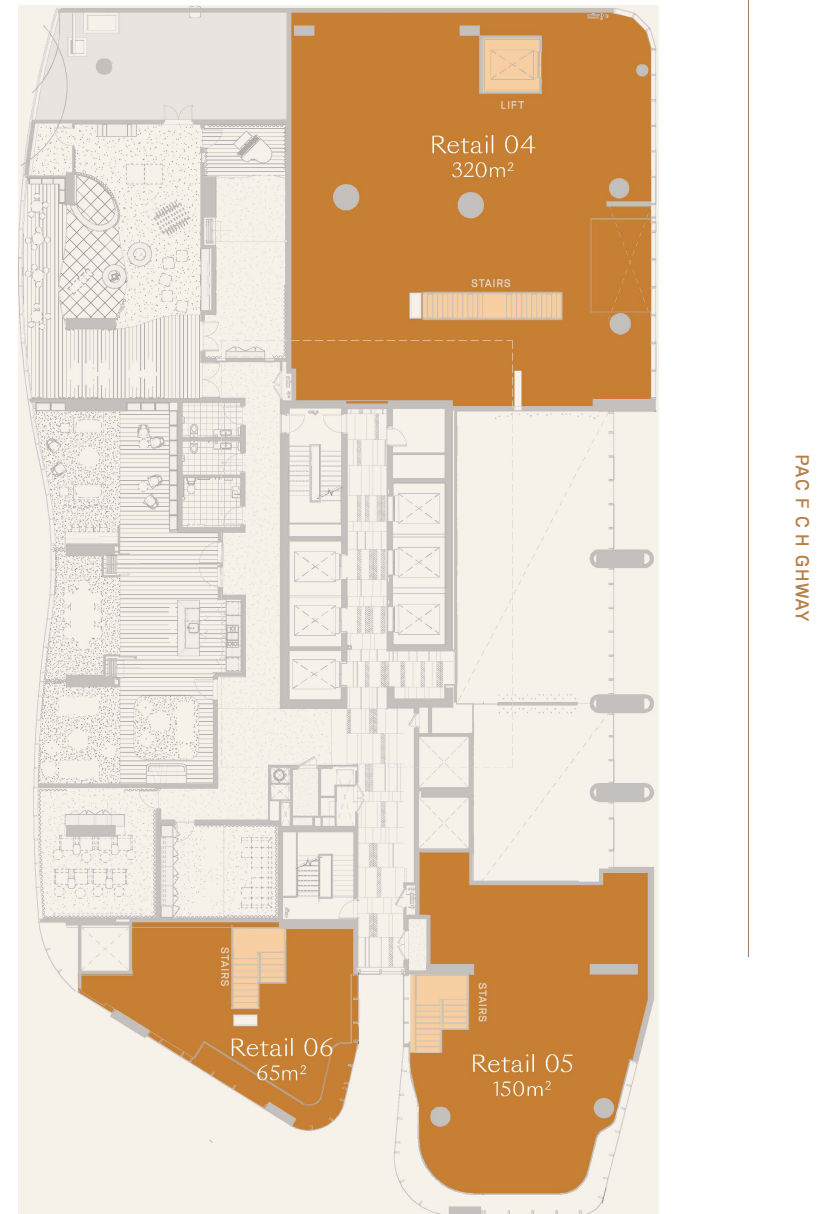 LIFT
Retail 04
320m²
STAIRS
PAC F C H GHWAY
STAIRS
Retail 06
65m²
STAIRS
Retail 05
150m²